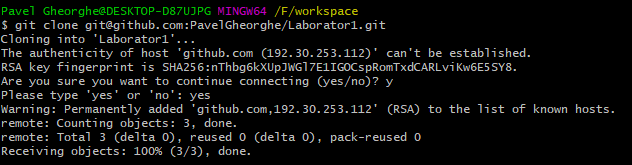 Pavel Gheorghe@DESKTOP-D87UJPG MINGW64 /F/workspace
$ git clone git@github.com:PavelGheorghe/Laborator1.git
Cloning into 'Laborator1'...
The authenticity of host 'github.com (192.30.253.112)' can't be established.
RSA key fingerprint is SHA256:nThbg6kXUpJWGl7E1IGOCspRomTxdCARLviKw6E5SY8.
Are you sure you want to continue connecting (yes/no)? y
Please type 'yes' or 'no': yes
Warning: Permanently added 'github.com,192.30.253.112' (RSA) to the list of known hosts.
remote: Counting objects: 3, done.
remote: Total 3 (delta 0), reused 0 (delta 0), pack-reused 0
Receiving objects: 100% (3/3), done.